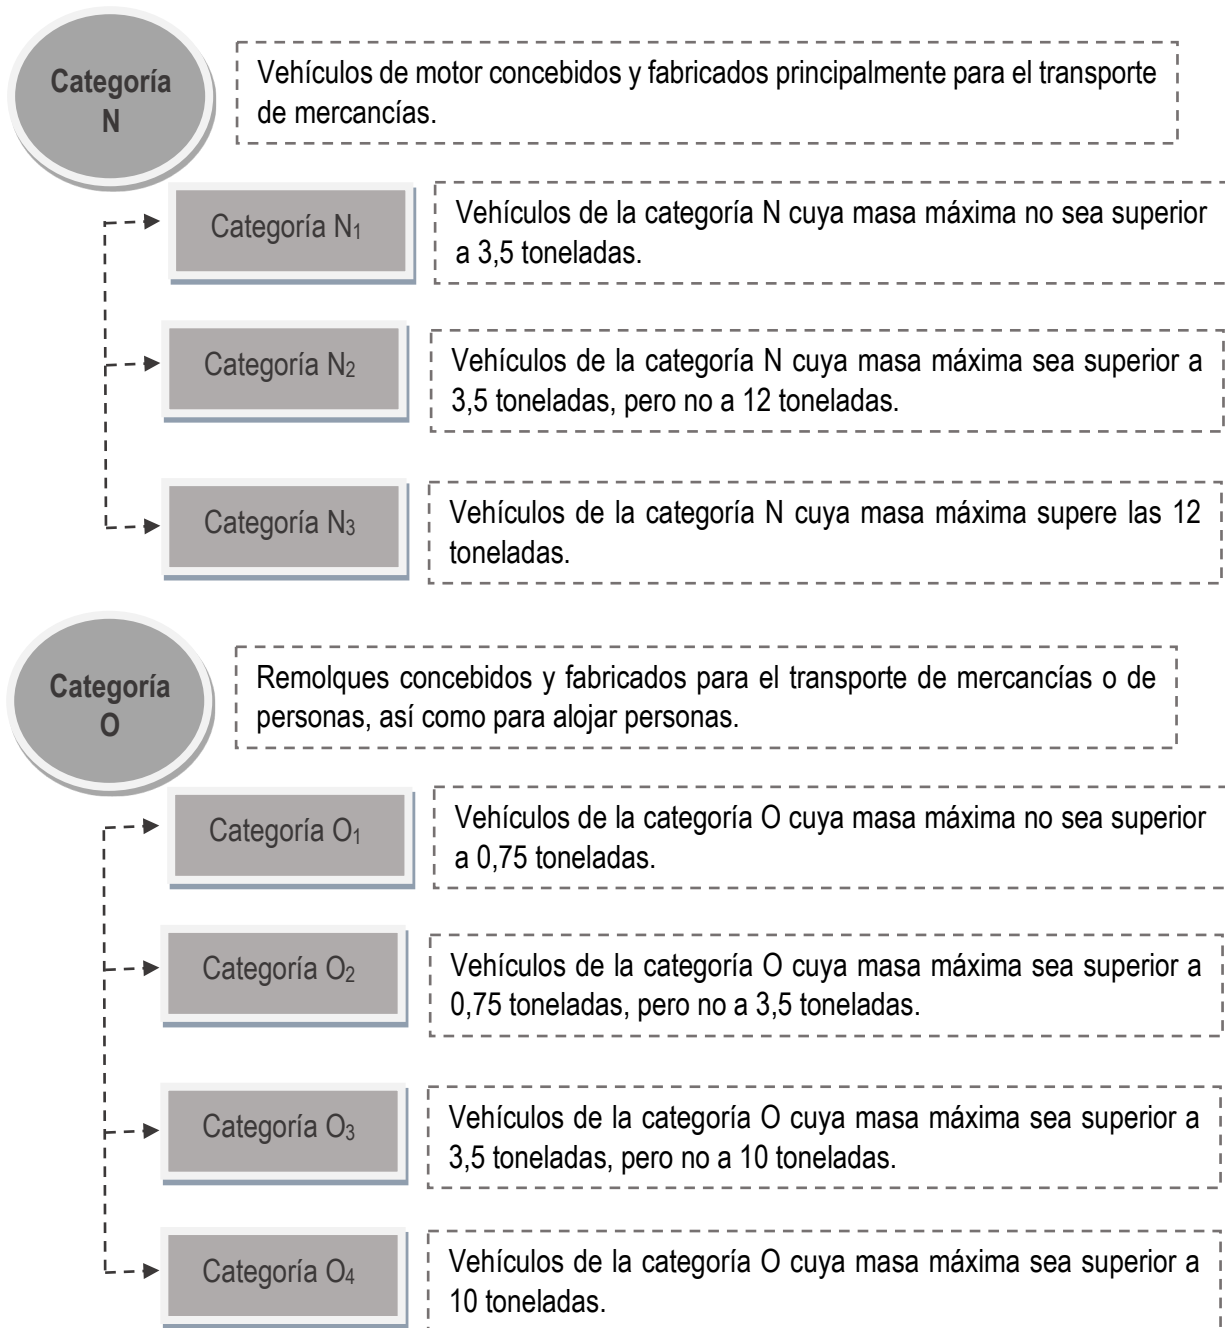 Categoría
N
Vehículos de motor concebidos y fabricados principalmente para el transporte
de mercancías.
Categoría N₁
Vehículos de la categoría N cuya masa máxima no sea superior
a 3,5 toneladas.
Categoría N₂
Vehículos de la categoría N cuya masa máxima sea superior a
3,5 toneladas, pero no a 12 toneladas.
Categoría N₃
Vehículos de la categoría N cuya masa máxima supere las 12
toneladas.
Categoría
O
Remolques concebidos y fabricados para el transporte de mercancías o de
personas, así como para alojar personas.
Categoría O₁
Vehículos de la categoría O cuya masa máxima no sea superior
a 0,75 toneladas.
Categoría O₂
Vehículos de la categoría O cuya masa máxima sea superior a
0,75 toneladas, pero no a 3,5 toneladas.
Categoría O₃
Vehículos de la categoría O cuya masa máxima sea superior a
3,5 toneladas, pero no a 10 toneladas.
Categoría O₄
Vehículos de la categoría O cuya masa máxima sea superior a
10 toneladas.